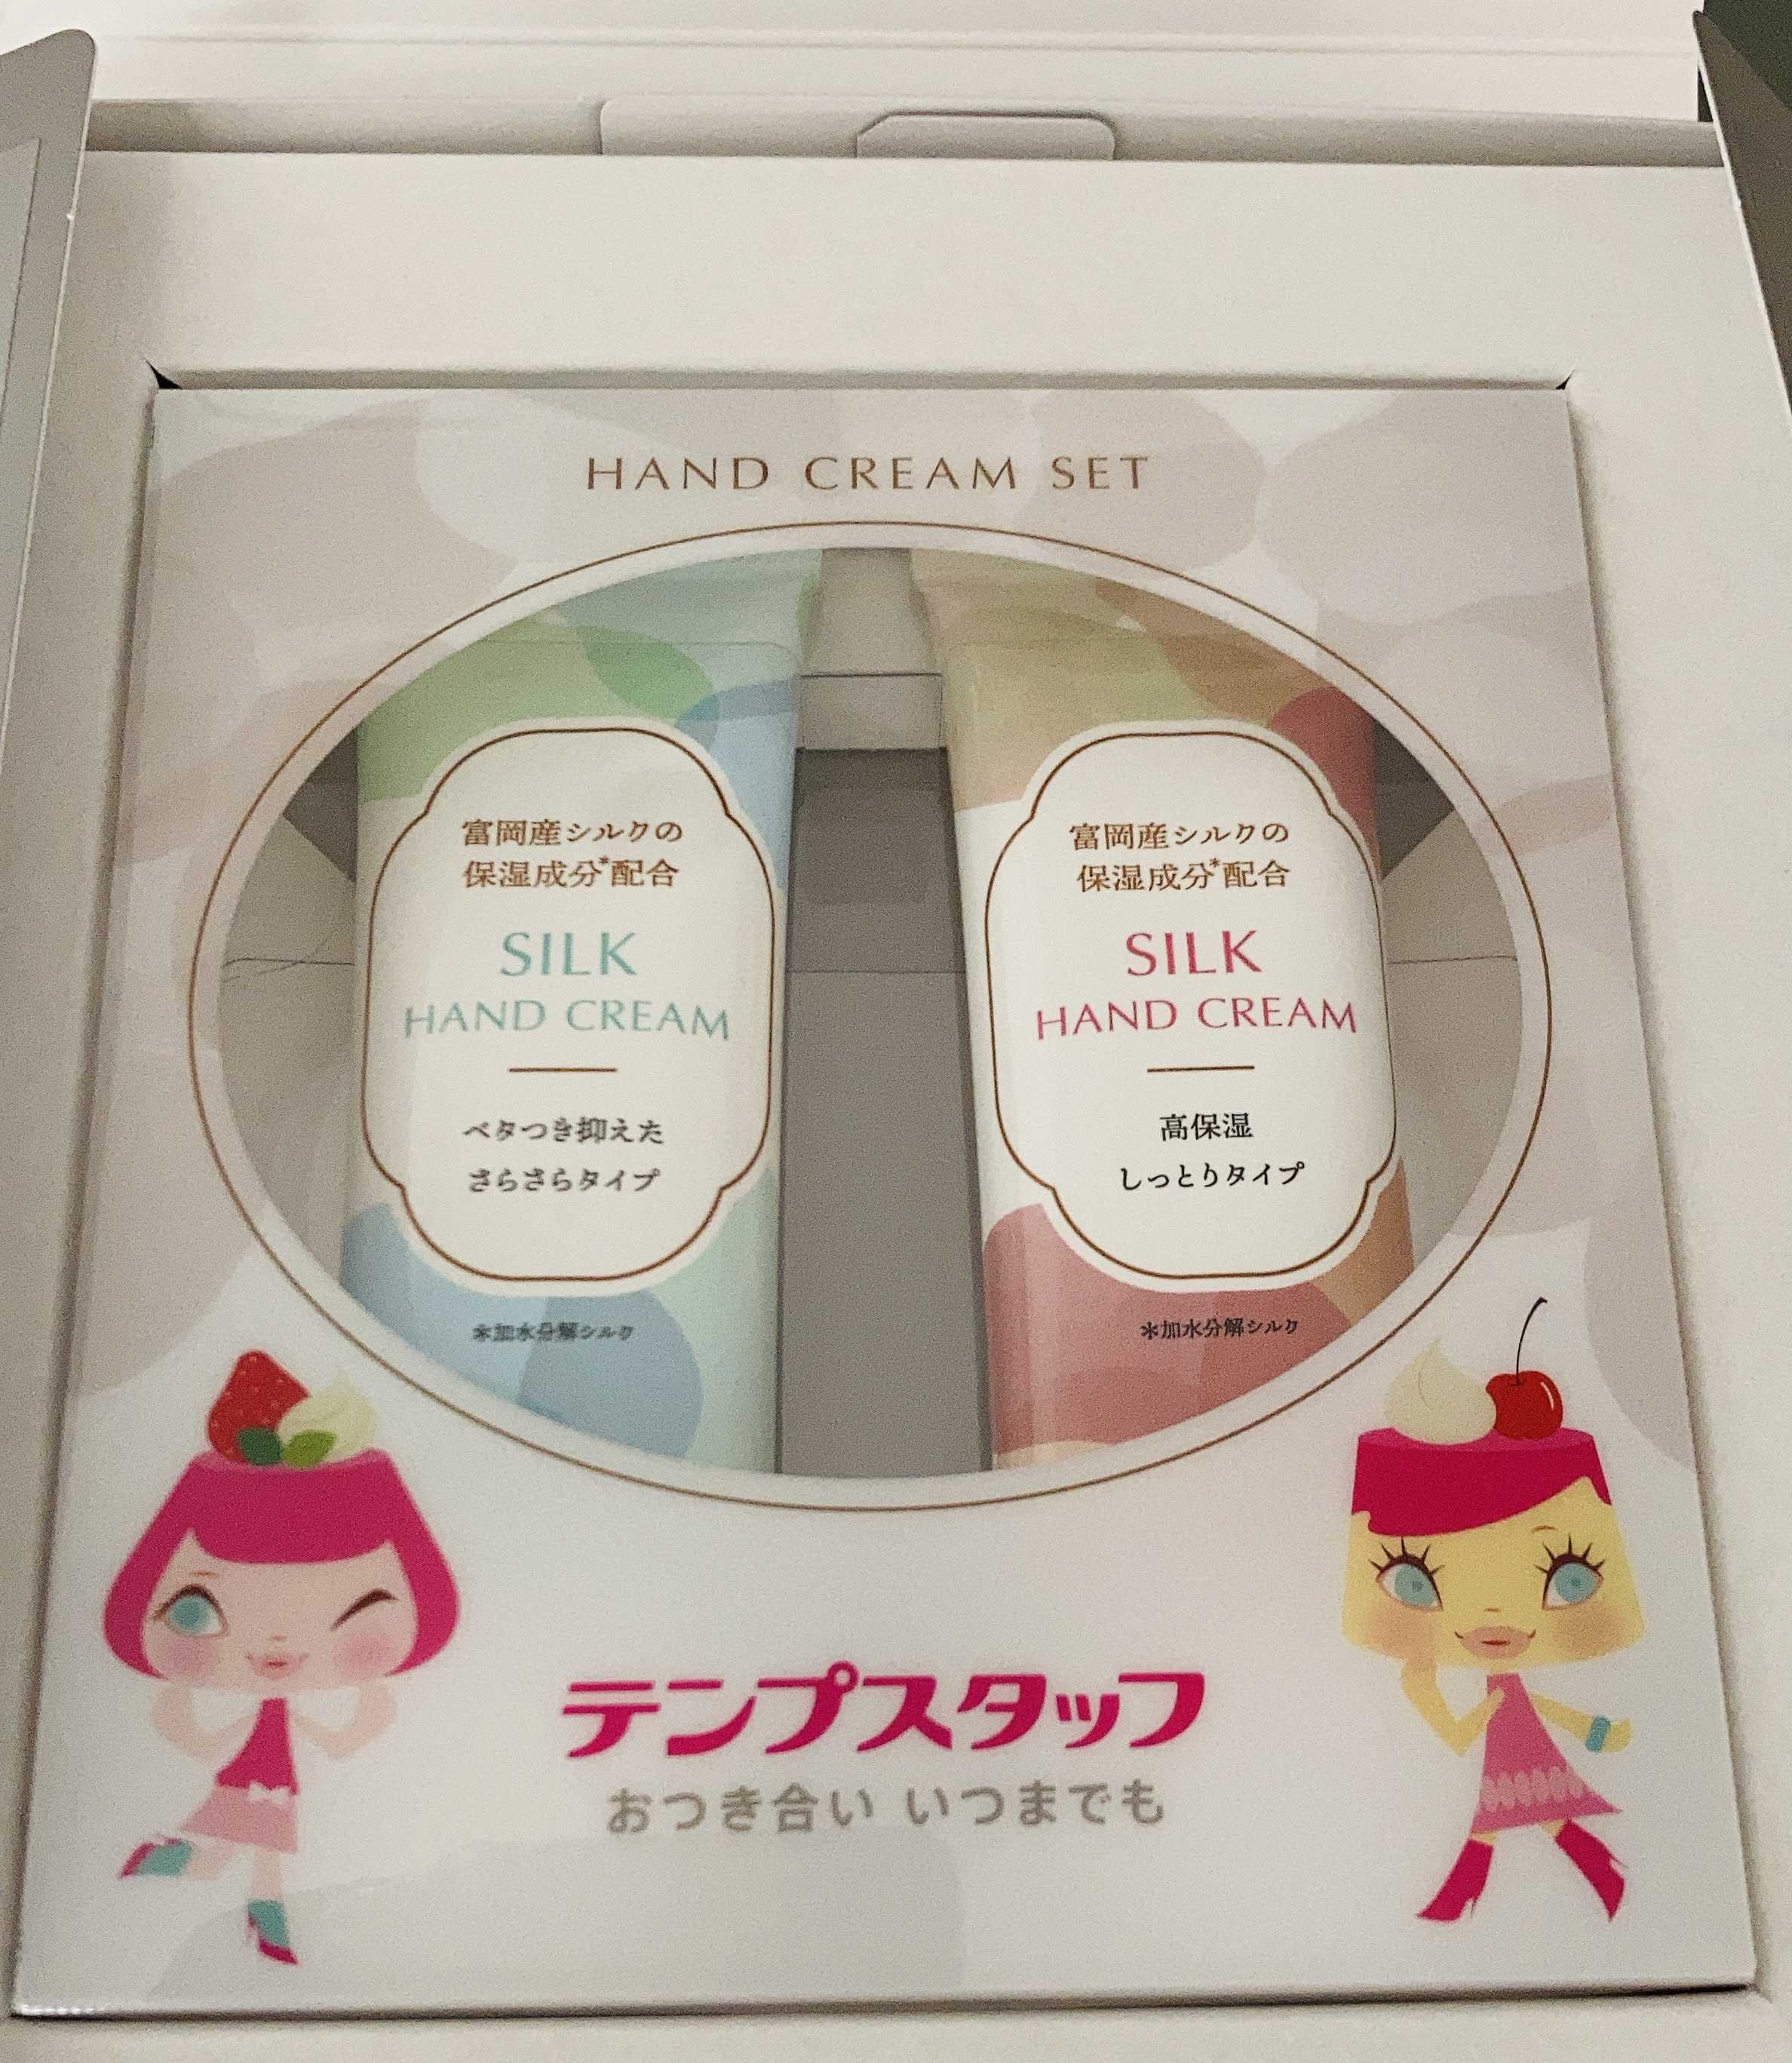 HAND CREAM SET
富岡産シルクの
保湿成分*配合
SILK
HAND CREAM
ベタつき抑えた
さらさらタイプ
*加水分解シルク
富岡産シルクの
保湿成分*配合
SILK
HAND CREAM
高保湿
しっとりタイプ
*加水分解シルク
テンプスタッフ
おつき合い いつまでも